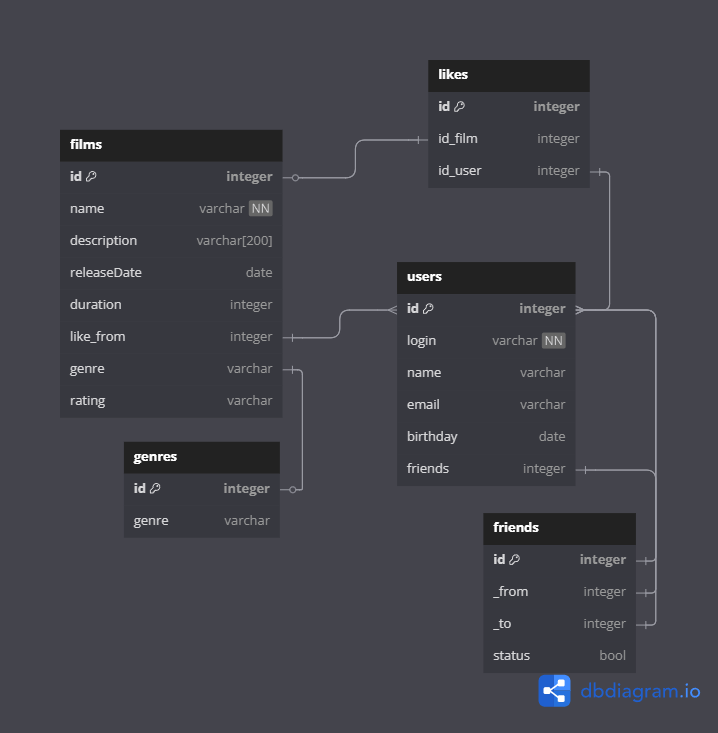 likes
id integer
id_film integer
id_user integer
films
id integer
name varchar NN
description varchar[200]
releaseDate date
duration integer
like_from integer
genre varchar
rating varchar
users
id integer
login varchar NN
name varchar
email varchar
birthday date
friends integer
genres
id integer
genre varchar
friends
id integer
_from integer
_to integer
status bool
dbdiagram.io